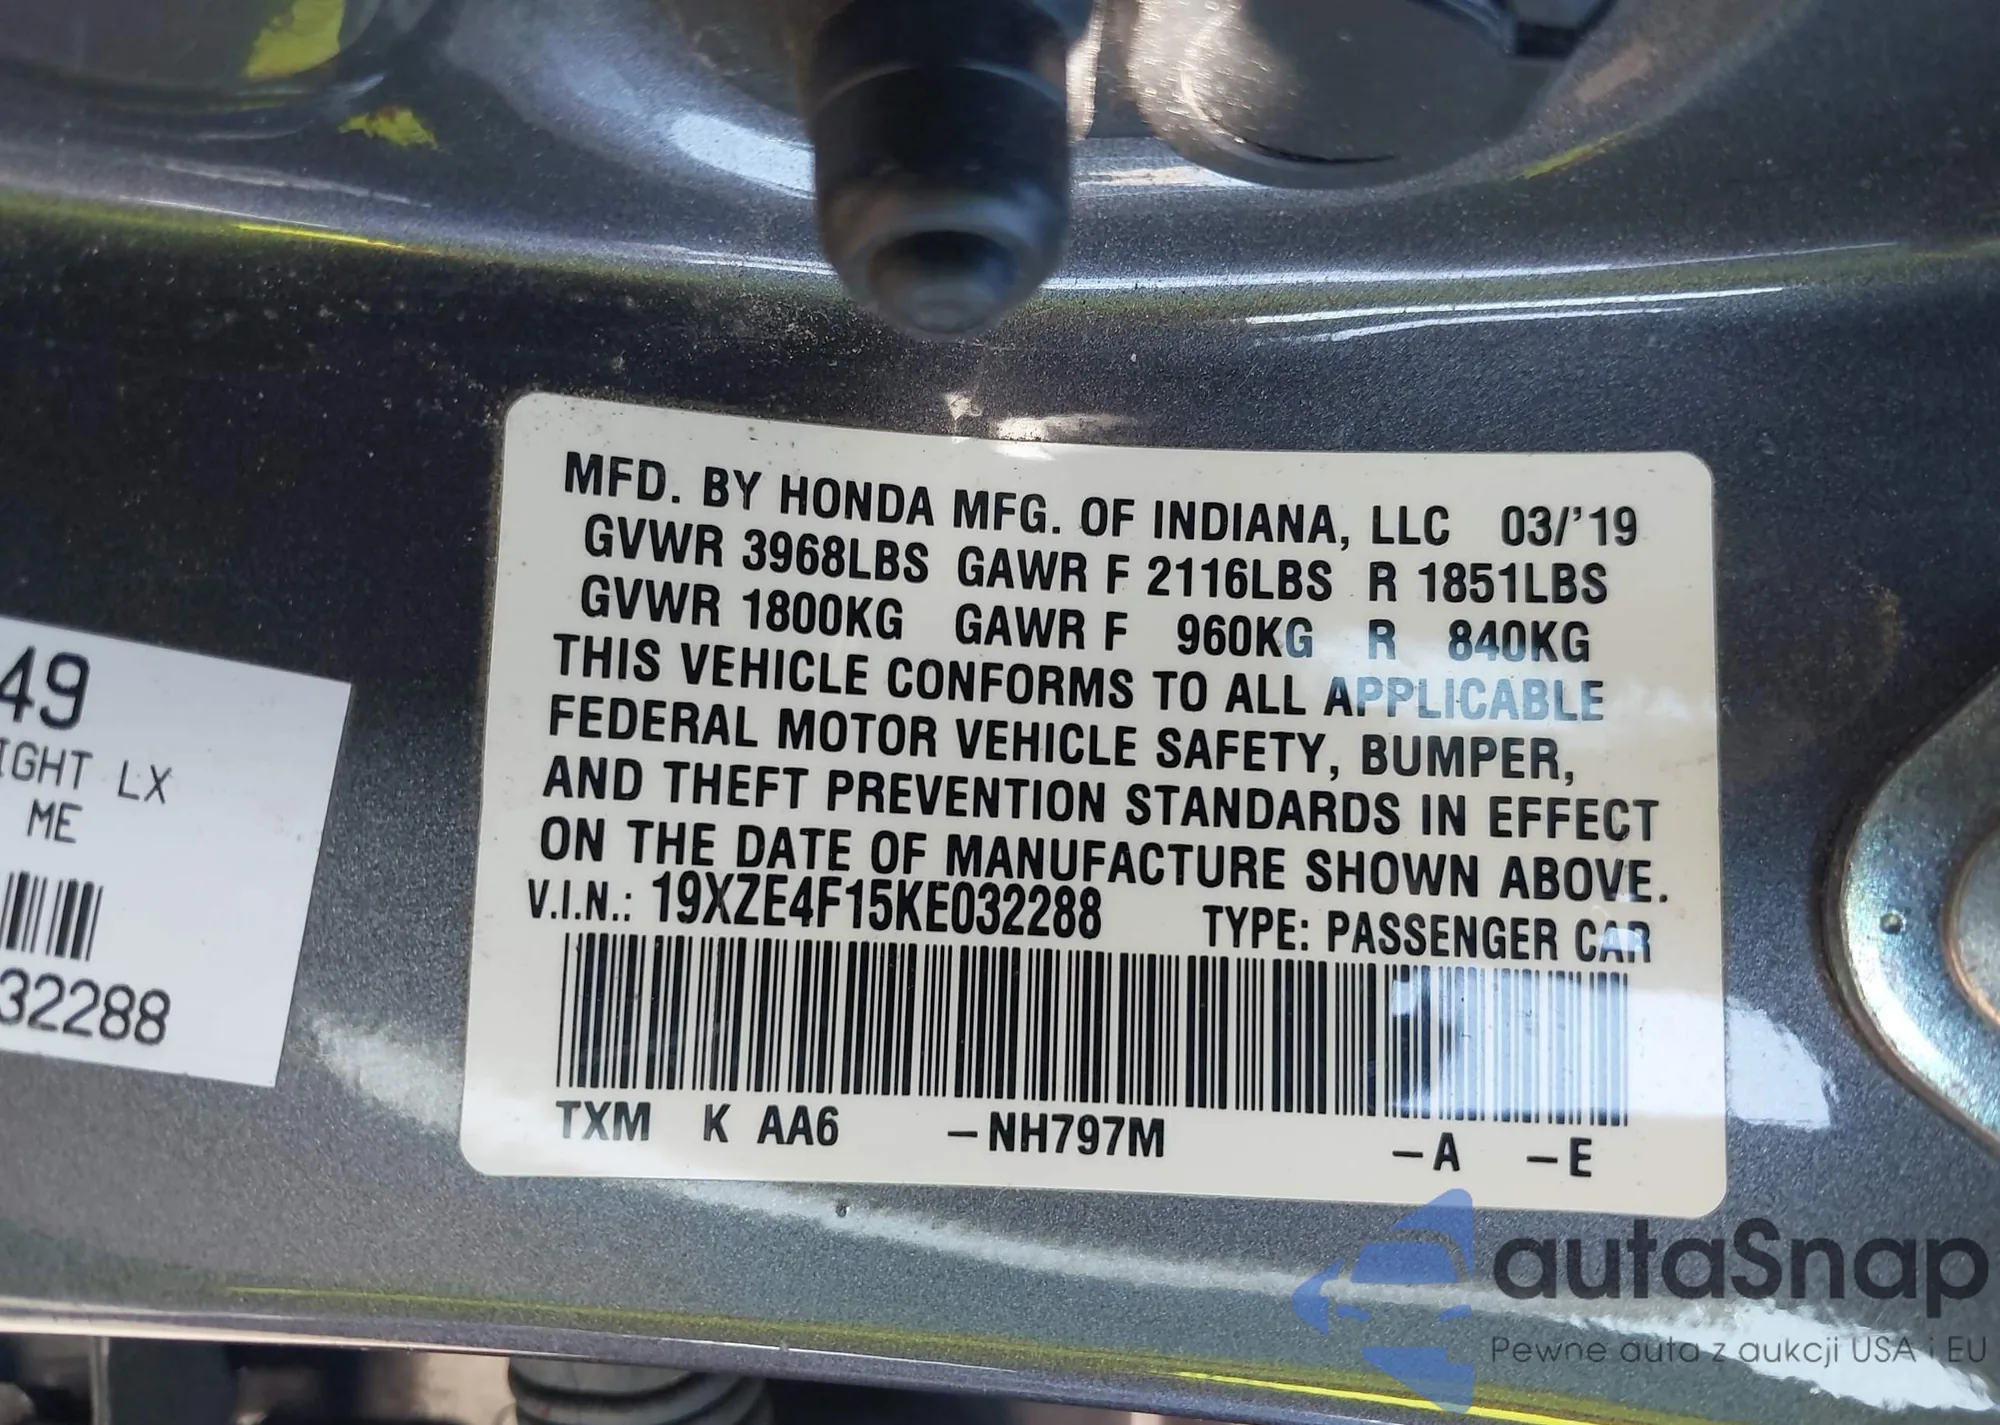 MFD. BY HONDA MFG. OF INDIANA, LLC 03/'19
GVWR 3968LBS GAWR F 2116LBS R 1851LBS
GVWR 1800KG GAWR F 960KG R 840KG
THIS VEHICLE CONFORMS TO ALL APPLICABLE
FEDERAL MOTOR VEHICLE SAFETY, BUMPER,
AND THEFT PREVENTION STANDARDS IN EFFECT
ON THE DATE OF MANUFACTURE SHOWN ABOVE.
V.I.N.: 19XZE4F15KE032288 TYPE: PASSENGER CAR
TXM K AA6 –NH797M –A –E
49
IGHT LX
ME
32288
autaSnap
Pewne auta z aukcji USA i EU